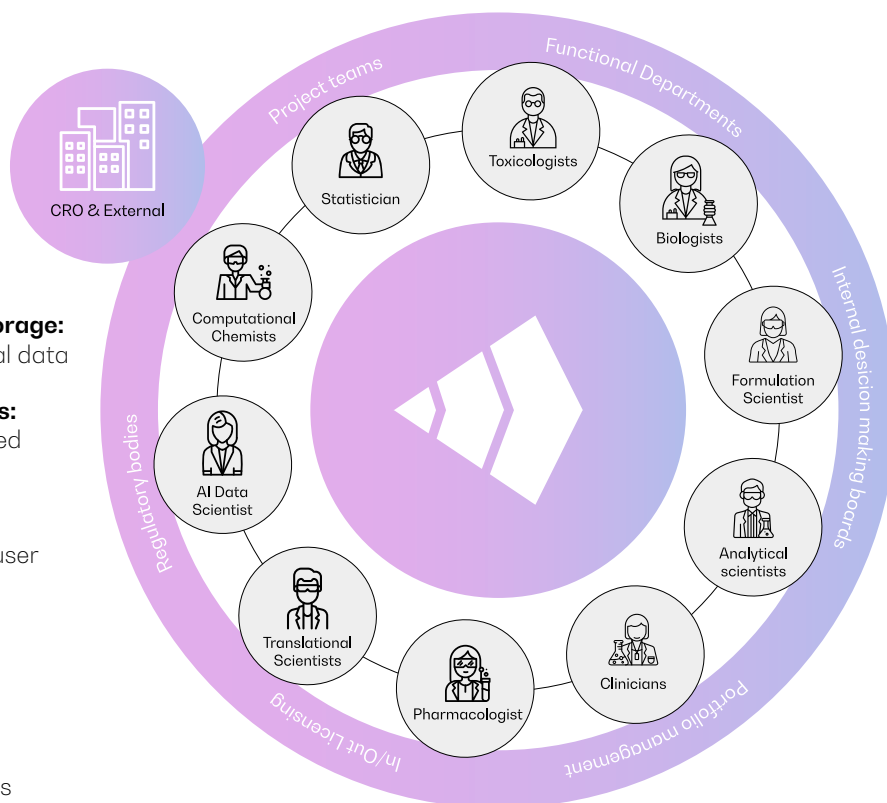 Project teams
Functional Departments
CRO & External
Statistician
Toxicologists
Biologists
Computational
Chemists
Internal desicion making boards
orage:
al data
Formulation
Scientist
s:
ed
Regulatory bodies
AI Data
Scientist
Analytical
scientists
user
Translational
Scientists
Clinicians
Pharmacologist
In/Out Licensing
Portfolio management
s